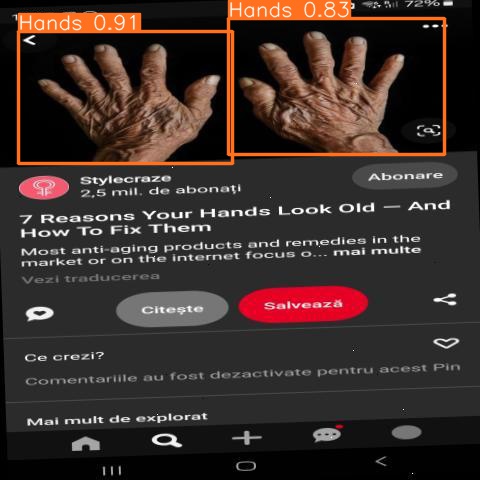 Hands 0.91
Hands 0.83
72%
Stylecraze
2,5 mil. de abonați
Abonare
7 Reasons Your Hands Look Old — And
How To Fix Them
Most anti-aging products and remedies in the
market or on the internet focus o... mai multe
Vezi traducerea
Citește
Salvează
Ce crezi?
Comentariile au fost dezactivate pentru acest Pin
Mai mult de explorat